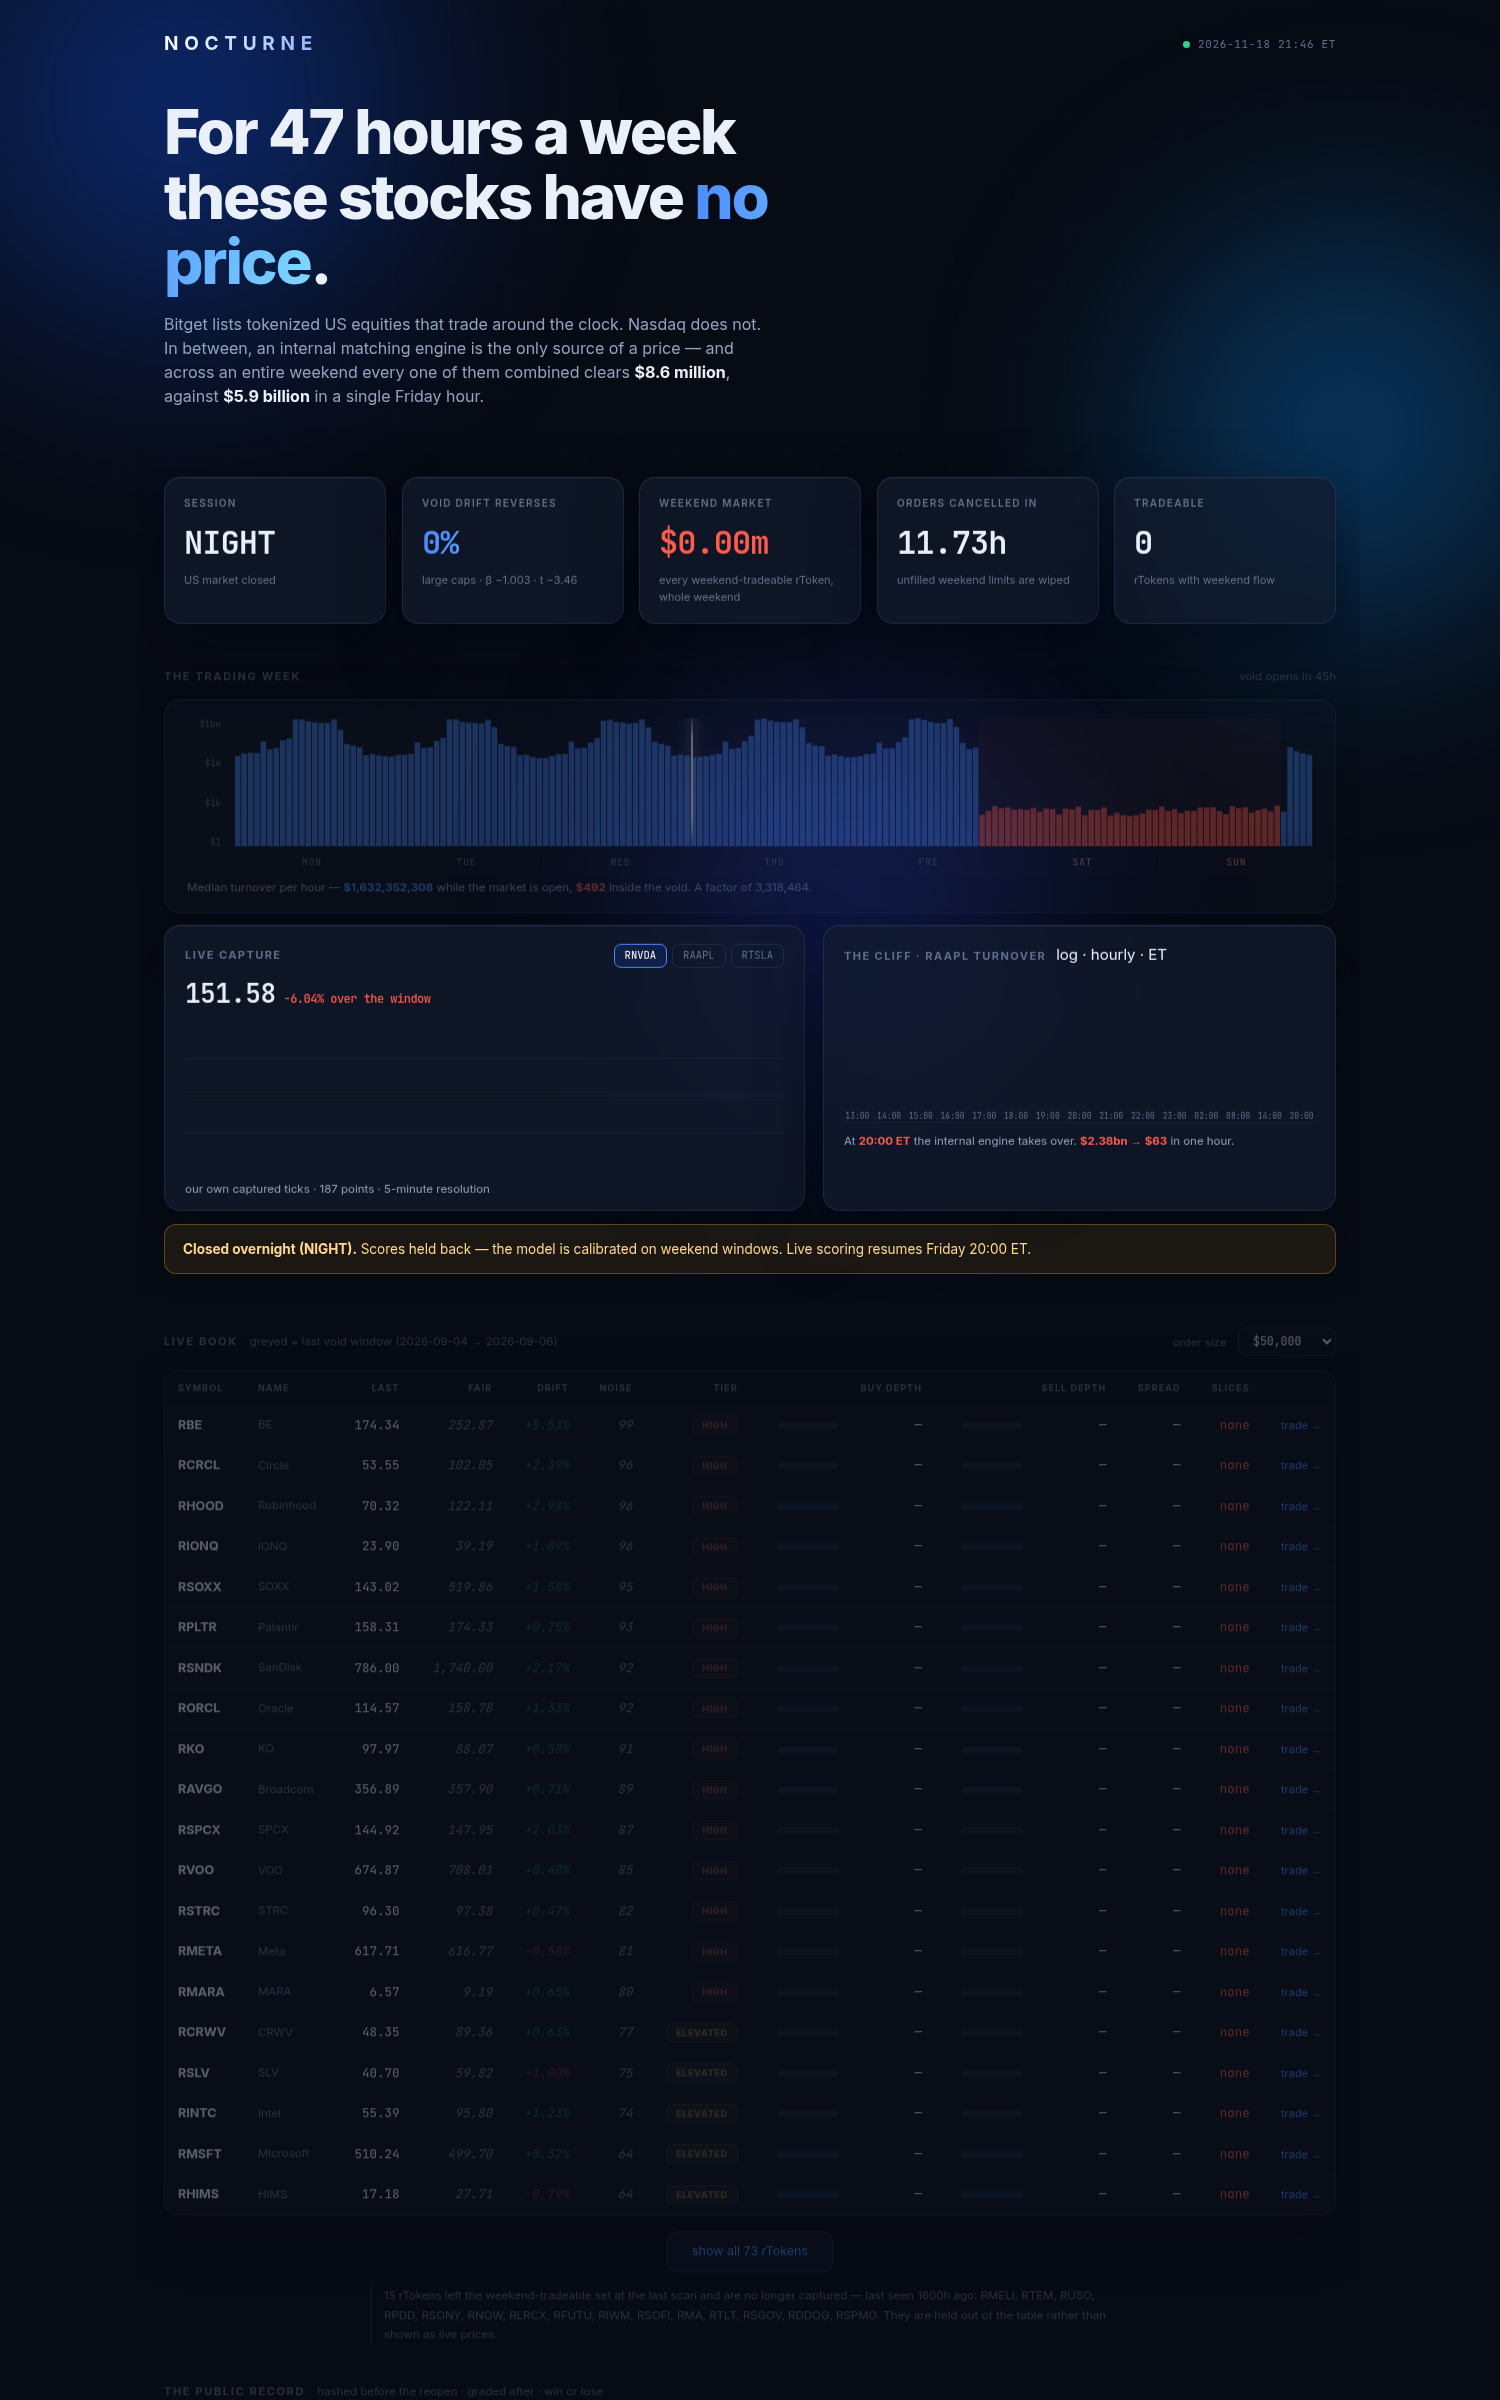 NOCTURNE
2026-11-18 21:46 ET
For 47 hours a week
these stocks have no
price.
Bitget lists tokenized US equities that trade around the clock. Nasdaq does not.
In between, an internal matching engine is the only source of a price — and
across an entire weekend every one of them combined clears $8.6 million,
against $5.9 billion in a single Friday hour.
SESSION
NIGHT
US market closed
VOID DRIFT REVERSES
0%
large caps · β −1.003 · t −3.46
WEEKEND MARKET
$0.00m
every weekend-tradeable rToken,
whole weekend
ORDERS CANCELLED IN
11.73h
unfilled weekend limits are wiped
TRADEABLE
0
rTokens with weekend flow
THE TRADING WEEK
void opens in 45h
$1bn
$1m
$1k
$1
MON TUE WED THU FRI SAT SUN
Median turnover per hour — $1,632,352,308 while the market is open, $492 inside the void. A factor of 3,318,464.
LIVE CAPTURE
RNVDA RAAPL RTSLA
151.58 -6.04% over the window
our own captured ticks · 187 points · 5-minute resolution
THE CLIFF · RAAPL TURNOVER log · hourly · ET
13:00 14:00 15:00 16:00 17:00 18:00 19:00 20:00 21:00 22:00 23:00 02:00 08:00 14:00 20:00
At 20:00 ET the internal engine takes over. $2.38bn → $63 in one hour.
Closed overnight (NIGHT). Scores held back — the model is calibrated on weekend windows. Live scoring resumes Friday 20:00 ET.
LIVE BOOK greyed = last void window (2026-09-04 → 2026-09-06)
order size $50,000
SYMBOL NAME LAST FAIR DRIFT NOISE TIER BUY DEPTH SELL DEPTH SPREAD SLICES
RBE BE 174.34 252.87 +5.53% 99 HIGH — — — none trade →
RCRCL Circle 53.55 102.05 +2.39% 96 HIGH — — — none trade →
RHOOD Robinhood 70.32 122.11 +2.98% 96 HIGH — — — none trade →
RIONQ IONQ 23.90 39.19 +1.89% 96 HIGH — — — none trade →
RSOXX SOXX 143.02 519.86 +1.58% 95 HIGH — — — none trade →
RPLTR Palantir 158.31 174.33 +0.75% 93 HIGH — — — none trade →
RSNDK SanDisk 786.00 1,740.00 +2.17% 92 HIGH — — — none trade →
RORCL Oracle 114.57 158.78 +1.33% 92 HIGH — — — none trade →
RKO KO 97.97 88.07 +0.58% 91 HIGH — — — none trade →
RAVGO Broadcom 356.89 357.90 +0.71% 89 HIGH — — — none trade →
RSPCX SPCX 144.92 147.95 +2.03% 87 HIGH — — — none trade →
RVOO VOO 674.87 708.01 +0.40% 85 HIGH — — — none trade →
RSTRC STRC 96.30 97.38 +0.47% 82 HIGH — — — none trade →
RMETA Meta 617.71 616.77 -0.58% 81 HIGH — — — none trade →
RMARA MARA 6.57 9.19 +0.65% 80 HIGH — — — none trade →
RCRWV CRWV 48.35 89.36 +0.63% 77 ELEVATED — — — none trade →
RSLV SLV 40.70 59.82 -1.00% 75 ELEVATED — — — none trade →
RINTC Intel 55.39 95.80 +1.23% 74 ELEVATED — — — none trade →
RMSFT Microsoft 510.24 499.70 +0.32% 64 ELEVATED — — — none trade →
RHIMS HIMS 17.18 27.71 -0.79% 64 ELEVATED — — — none trade →
show all 73 rTokens
15 rTokens left the weekend-tradeable set at the last scan and are no longer captured — last seen 1600h ago: RMELI, RTEM, RUSO,
RPDD, RSONY, RNOW, RLRCX, RFUTU, RIWM, RSOFI, RMA, RTLT, RSGOV, RDDOG, RSPMO. They are held out of the table rather than
shown as live prices.
THE PUBLIC RECORD hashed before the reopen · graded after · win or lose